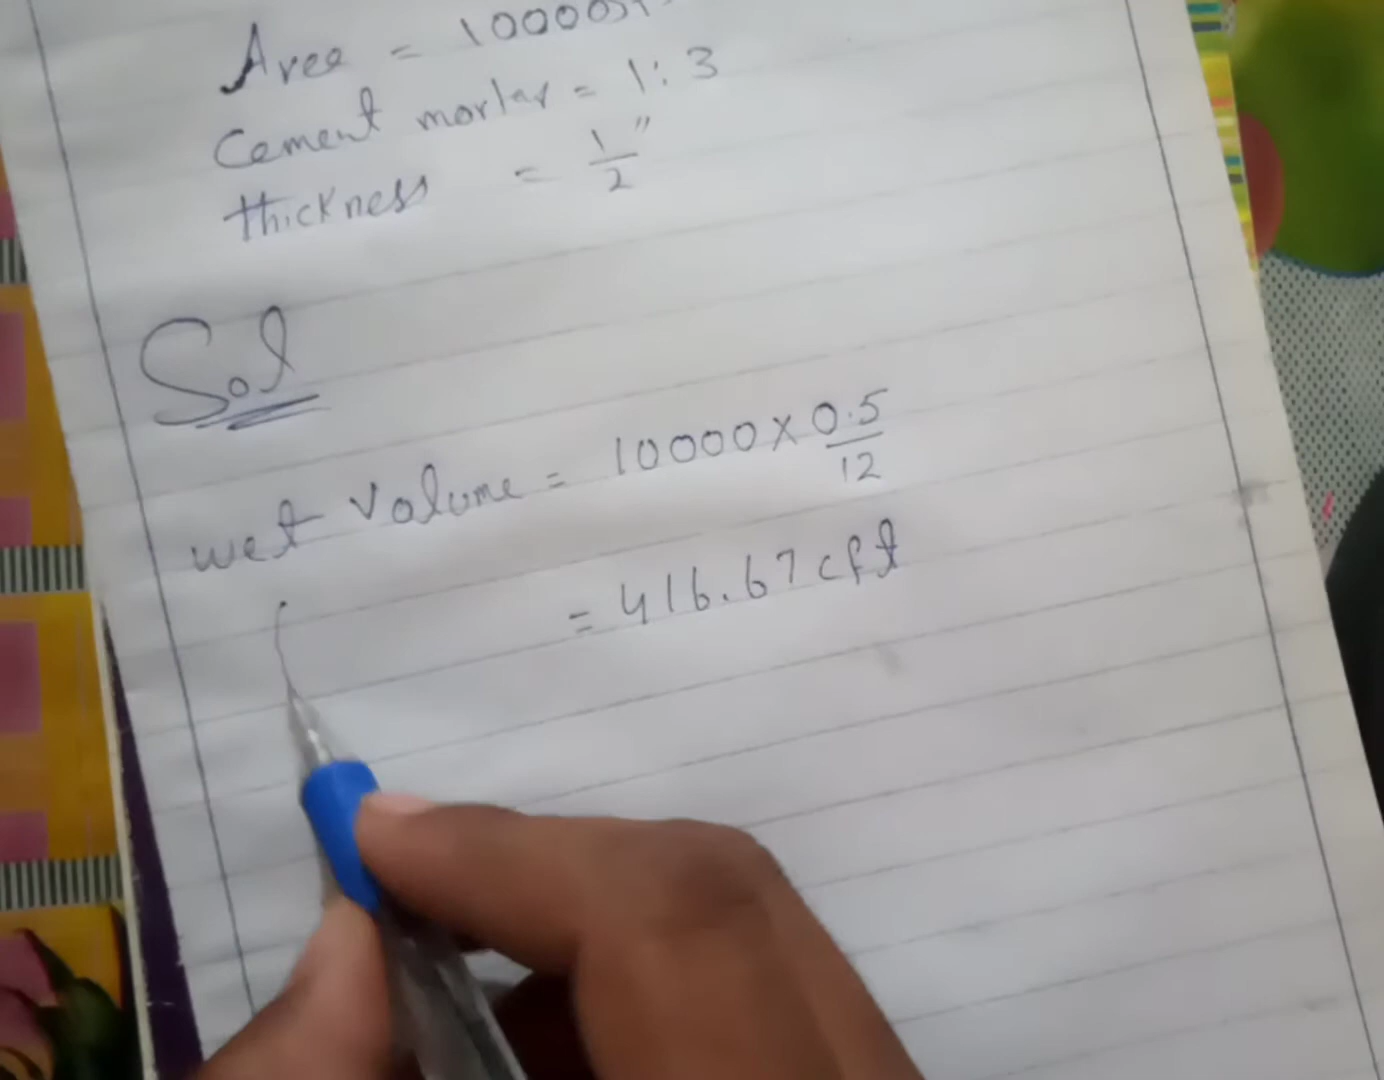 Area = 10000
Cement mortar = 1:3
thickness = 1/2"
Sol
wet volume = 10000 x 0.5/12
= 416.67 cft